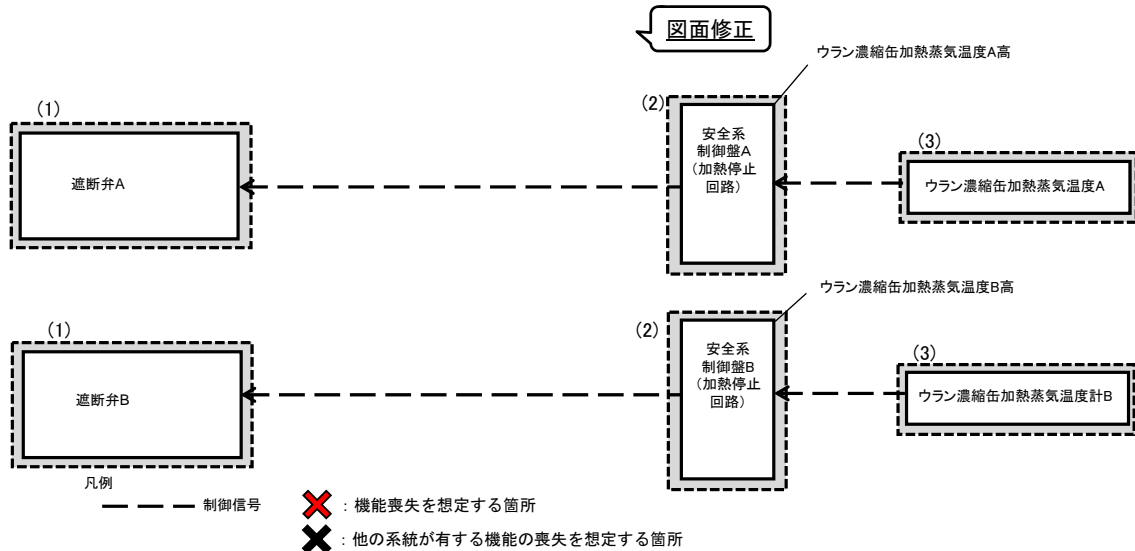 図面修正
ウラン濃縮缶加熱蒸気温度A高
(1)
(2)
安全系
制御盤A
(加熱停止
回路)
(3)
遮断弁A
ウラン濃縮缶加熱蒸気温度A
ウラン濃縮缶加熱蒸気温度B高
(1)
(2)
安全系
制御盤B
(加熱停止
回路)
(3)
遮断弁B
ウラン濃縮缶加熱蒸気温度計B
凡例
制御信号
：機能喪失を想定する箇所
：他の系統が有する機能の喪失を想定する箇所